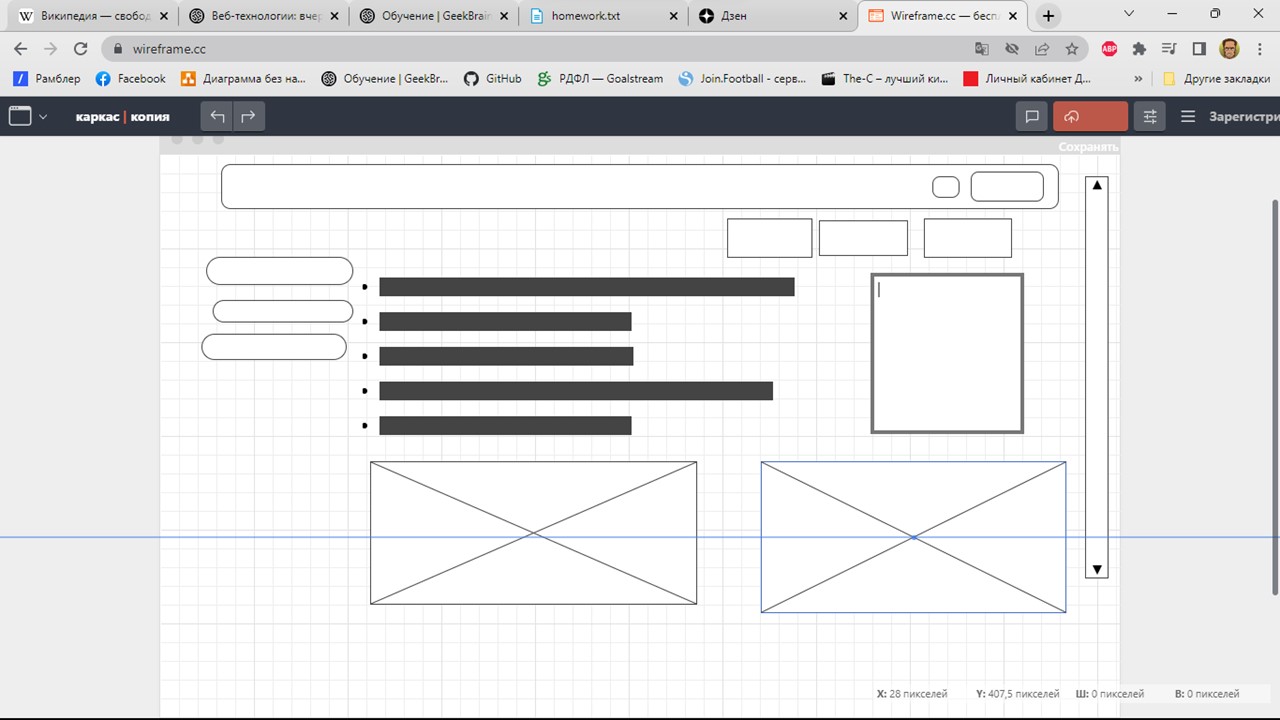 Википедия — свобод
Веб-технологии: вчер
Обучение | GeekBrain
homework.txt
Дзен
Wireframe.cc — бесп
wireframe.cc
ABP
Рамблер
Facebook
Диаграмма без на...
Обучение | GeekBr...
GitHub
РДФЛ — Goalstream
Join.Football - серв...
The-C – лучший ки...
Личный кабинет Д...
»
Другие закладки
каркас | копия
Зарегистри
Сохранять
X: 28 пикселей Y: 407,5 пикселей Ш: 0 пикселей В: 0 пикселей